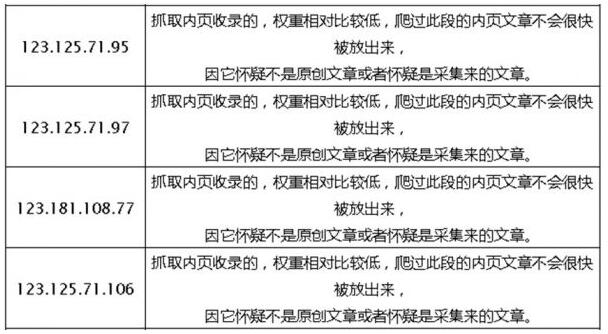 123.125.71.95
抓取内页收录的，权重相对比较低，爬过此段的内页文章不会很快
被放出来，
因它怀疑不是原创文章或者怀疑是采集来的文章。
123.125.71.97
抓取内页收录的，权重相对比较低，爬过此段的内页文章不会很快
被放出来，
因它怀疑不是原创文章或者怀疑是采集来的文章。
123.181.108.77
抓取内页收录的，权重相对比较低，爬过此段的内页文章不会很快
被放出来，
因它怀疑不是原创文章或者怀疑是采集来的文章。
123.125.71.106
抓取内页收录的，权重相对比较低，爬过此段的内页文章不会很快
被放出来，
因它怀疑不是原创文章或者怀疑是采集来的文章。